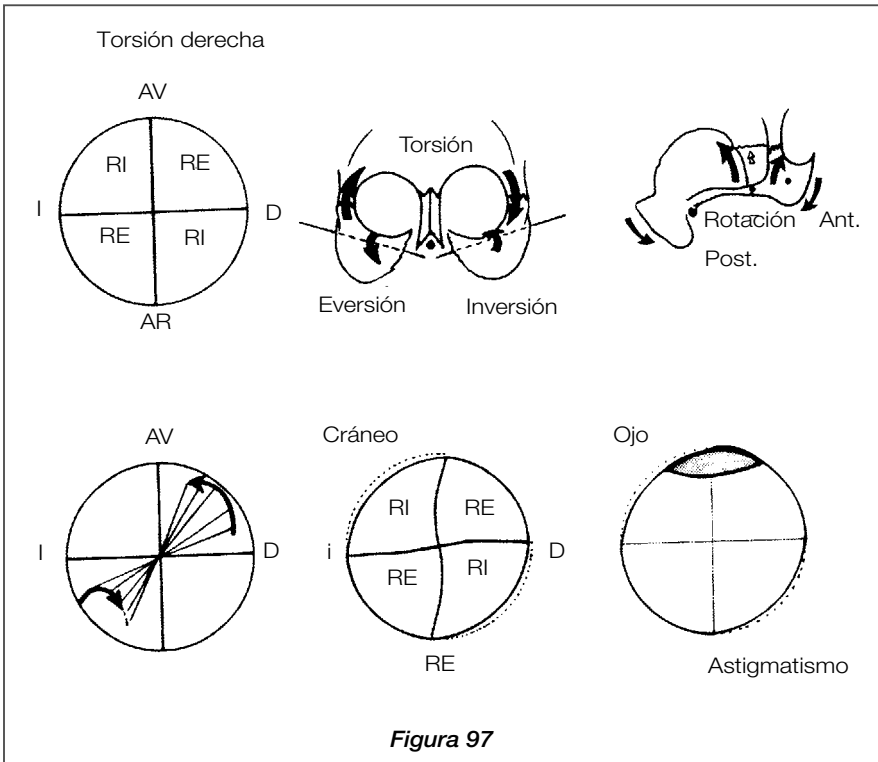 Torsión derecha
AV
RI RE
I D
RE RI
AR
Torsión
Eversión Inversión
Rotación Ant.
Post.
AV
I D
Cráneo
RI RE
i D
RE RI
RE
Ojo
Astigmatismo
Figura 97